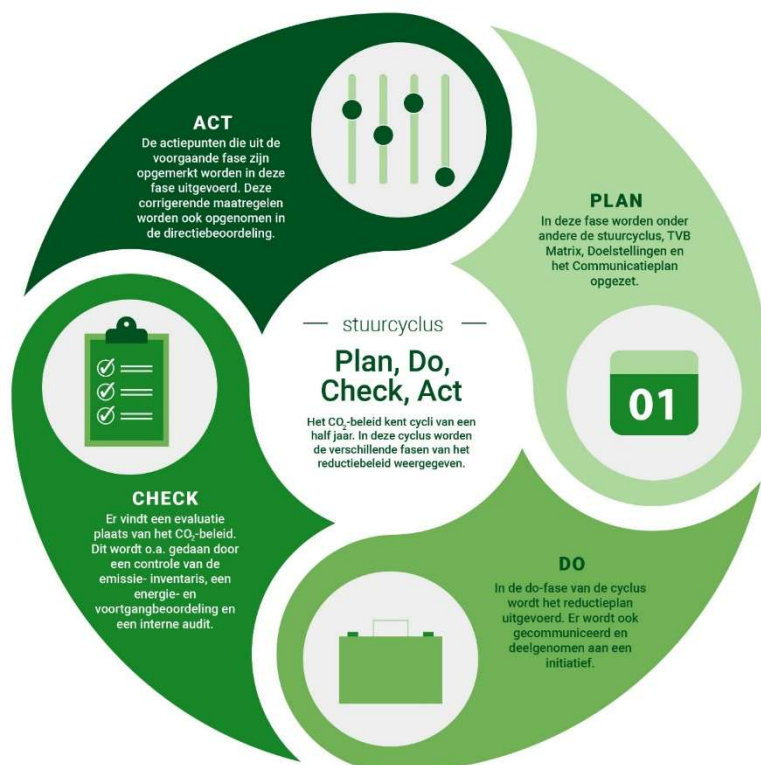 ACT
De actiepunten die uit de
voorgaande fase zijn
opgemerkt worden in deze
fase uitgevoerd. Deze
corrigerende maatregelen
worden ook opgenomen in
de directiebeoordeling.
PLAN
In deze fase worden onder
andere de stuurcyclus, TVB
Matrix, Doelstellingen en
het Communicatieplan
opgezet.
01
stuurcyclus
Plan, Do,
Check, Act
Het CO₂-beleid kent cycli van een
half jaar. In deze cyclus worden
de verschillende fasen van het
reductiebeleid weergegeven.
CHECK
Er vindt een evaluatie
plaats van het CO₂-beleid.
Dit wordt o.a. gedaan door
een controle van de
emissie- inventaris, een
energie- en
voortgangbeoordeling en
een interne audit.
DO
In de do-fase van de cyclus
wordt het reductieplan
uitgevoerd. Er wordt ook
gecommuniceerd en
deelgenomen aan een
initiatief.